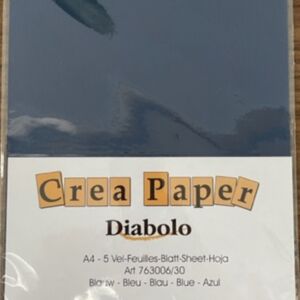 Crea Paper
Diabolo
A4 - 5 Vel-Feuilles-Blatt-Sheet-Hoja
Art 763006/30
Blauw - Bleu - Blau - Blue - Azul